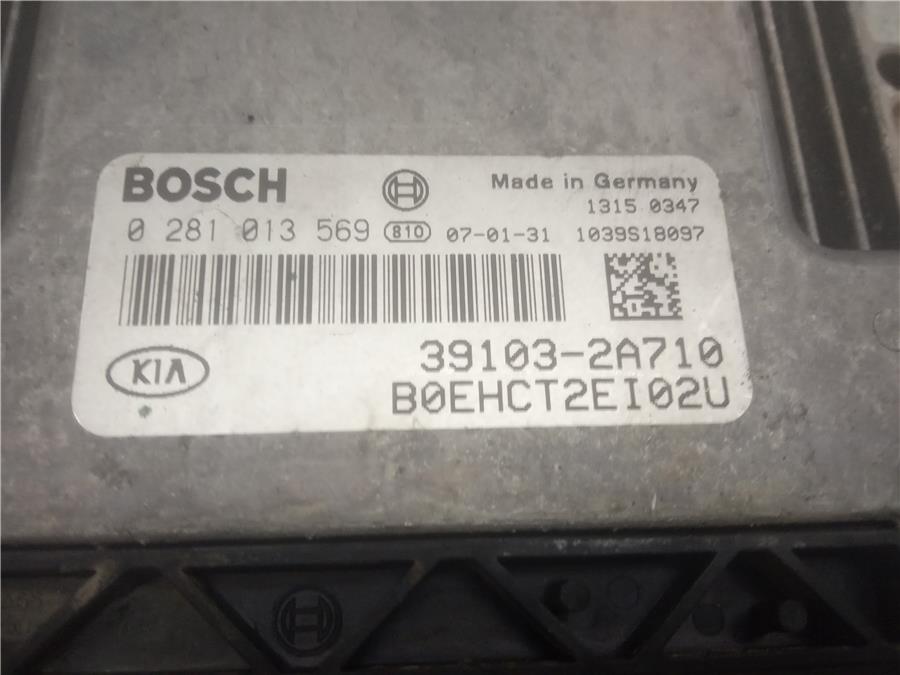 BOSCH
Made in Germany
1315 0347
0 281 013 569 810 07-01-31 1039S18097
KIA
39103-2A710
B0EHCT2EI02U